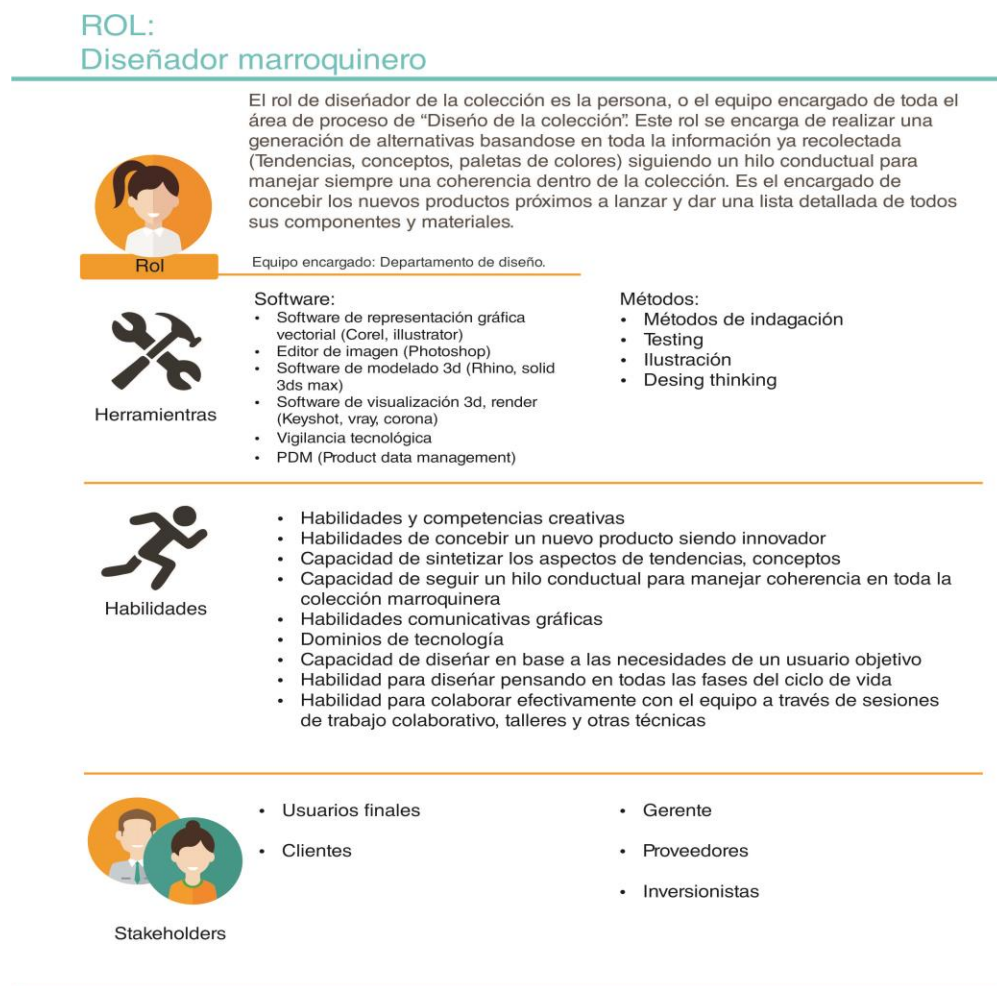 ROL:
Diseñador marroquinero
El rol de diseñador de la colección es la persona, o el equipo encargado de toda el
área de proceso de “Diseño de la colección”. Este rol se encarga de realizar una
generación de alternativas basandose en toda la información ya recolectada
(Tendencias, conceptos, paletas de colores) siguiendo un hilo conductual para
manejar siempre una coherencia dentro de la colección. Es el encargado de
concebir los nuevos productos próximos a lanzar y dar una lista detallada de todos
sus componentes y materiales.
Rol
Equipo encargado: Departamento de diseño.
Herramientras
Software:
• Software de representación gráfica
vectorial (Corel, illustrator)
• Editor de imagen (Photoshop)
• Software de modelado 3d (Rhino, solid
3ds max)
• Software de visualización 3d, render
(Keyshot, vray, corona)
• Vigilancia tecnológica
• PDM (Product data management)
Métodos:
• Métodos de indagación
• Testing
• Ilustración
• Desing thinking
Habilidades
• Habilidades y competencias creativas
• Habilidades de concebir un nuevo producto siendo innovador
• Capacidad de sintetizar los aspectos de tendencias, conceptos
• Capacidad de seguir un hilo conductual para manejar coherencia en toda la
colección marroquinera
• Habilidades comunicativas gráficas
• Dominios de tecnología
• Capacidad de diseñar en base a las necesidades de un usuario objetivo
• Habilidad para diseñar pensando en todas las fases del ciclo de vida
• Habilidad para colaborar efectivamente con el equipo a través de sesiones
de trabajo colaborativo, talleres y otras técnicas
Stakeholders
• Usuarios finales
• Clientes
• Gerente
• Proveedores
• Inversionistas